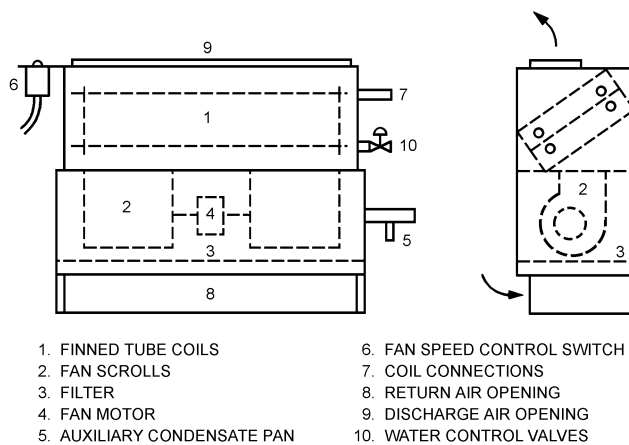 9
6
7
1
10
2
4
2
5
3
3
8
1. FINNED TUBE COILS
2. FAN SCROLLS
3. FILTER
4. FAN MOTOR
5. AUXILIARY CONDENSATE PAN
6. FAN SPEED CONTROL SWITCH
7. COIL CONNECTIONS
8. RETURN AIR OPENING
9. DISCHARGE AIR OPENING
10. WATER CONTROL VALVES